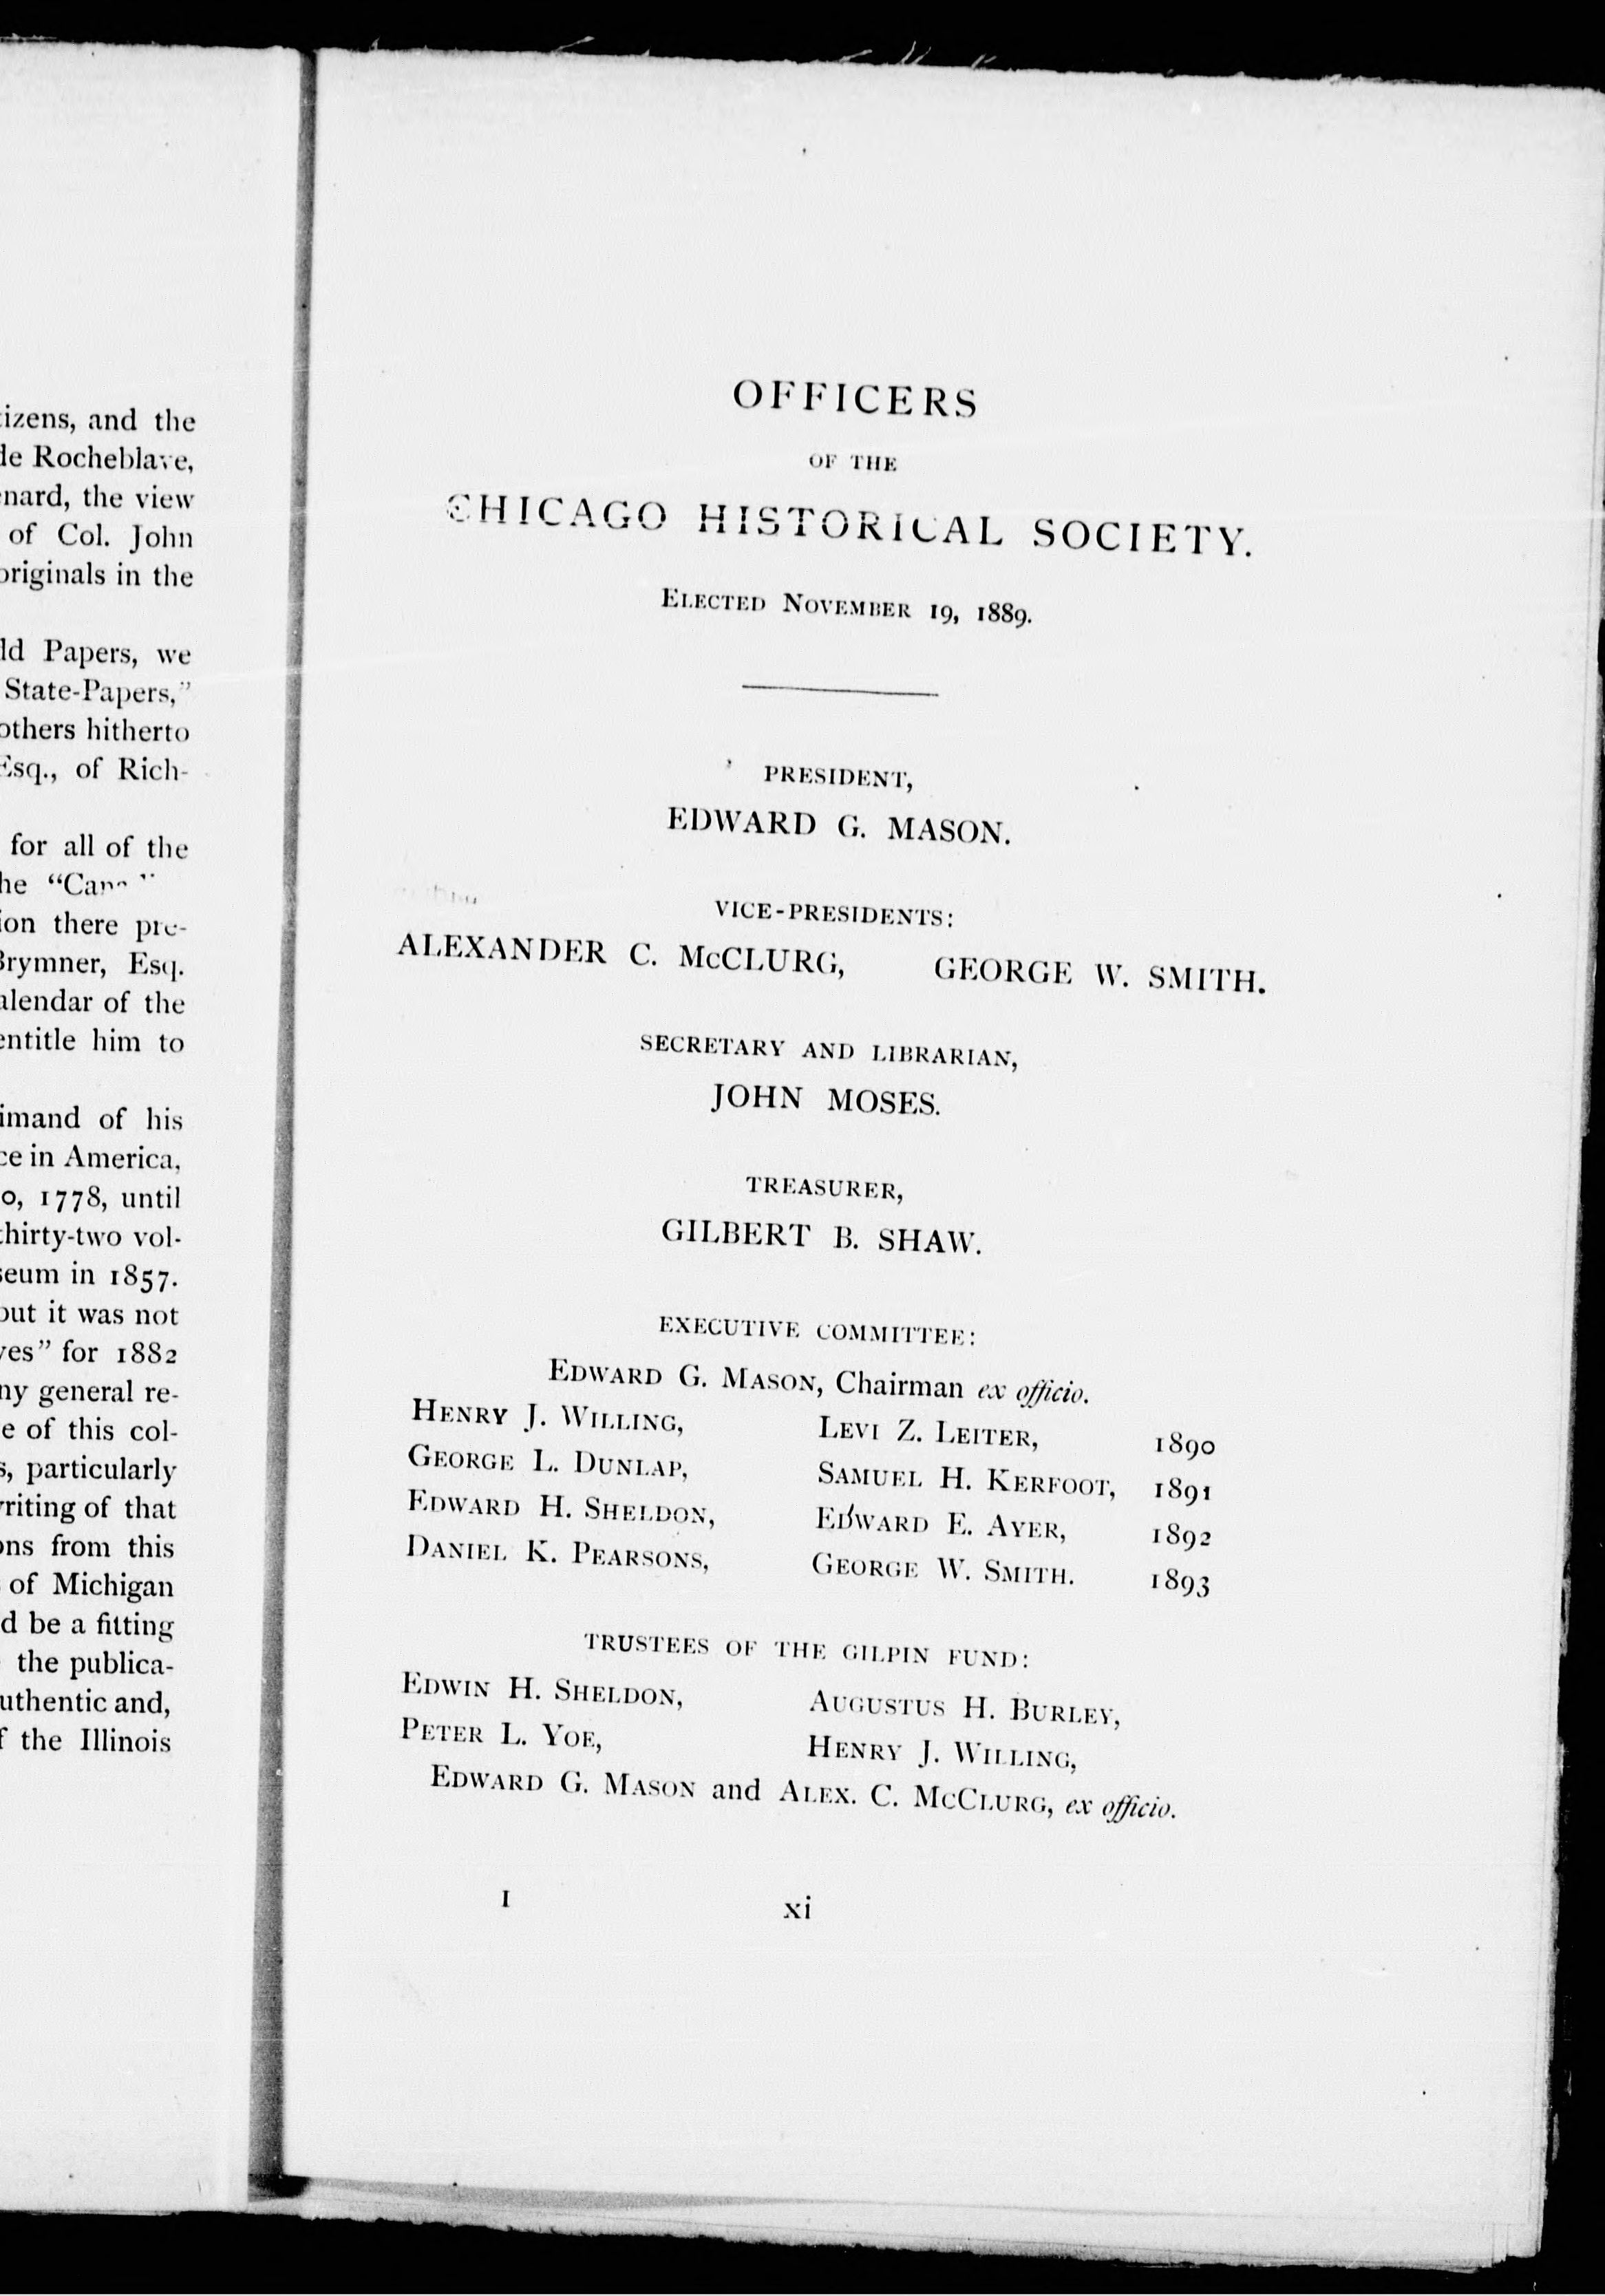 izens, and the
de Rocheblave,
nard, the view
of Col. John
originals in the
ld Papers, we
State-Papers,"
others hitherto
Esq., of Rich-
for all of the
he
ion there pre-
Brymner, Esq.
alendar of the
entitle him to
imand of his
ce in America,
0, 1778, until
thirty-two vol-
seum in 1857.
but it was not
ves" for 1882
ny general re-
e of this col-
s, particularly
writing of that
ons from this
of Michigan
d be a fitting
the publica-
uthentic and,
f the Illinois
OFFICERS
OF THE
CHICAGO HISTORICAL SOCIETY.
ELECTED NOVEMBER 19, 1889.
PRESIDENT,
EDWARD G. MASON.
VICE-PRESIDENTS:
ALEXANDER C. McCLURG, GEORGE W. SMITH.
SECRETARY AND LIBRARIAN,
JOHN MOSES.
TREASURER,
GILBERT B. SHAW.
EXECUTIVE COMMITTEE:
EDWARD G. MASON, Chairman ex officio.
HENRY J. WILLING, LEVI Z. LEITER, 1890
GEORGE L. DUNLAP, SAMUEL H. KERFOOT, 1891
EDWARD H. SHELDON, EDWARD E. AYER, 1892
DANIEL K. PEARSONS, GEORGE W. SMITH. 1893
TRUSTEES OF THE GILPIN FUND:
EDWIN H. SHELDON, AUGUSTUS H. BURLEY,
PETER L. YOE, HENRY J. WILLING,
EDWARD G. MASON and ALEX. C. McCLURG, ex officio.
I xi